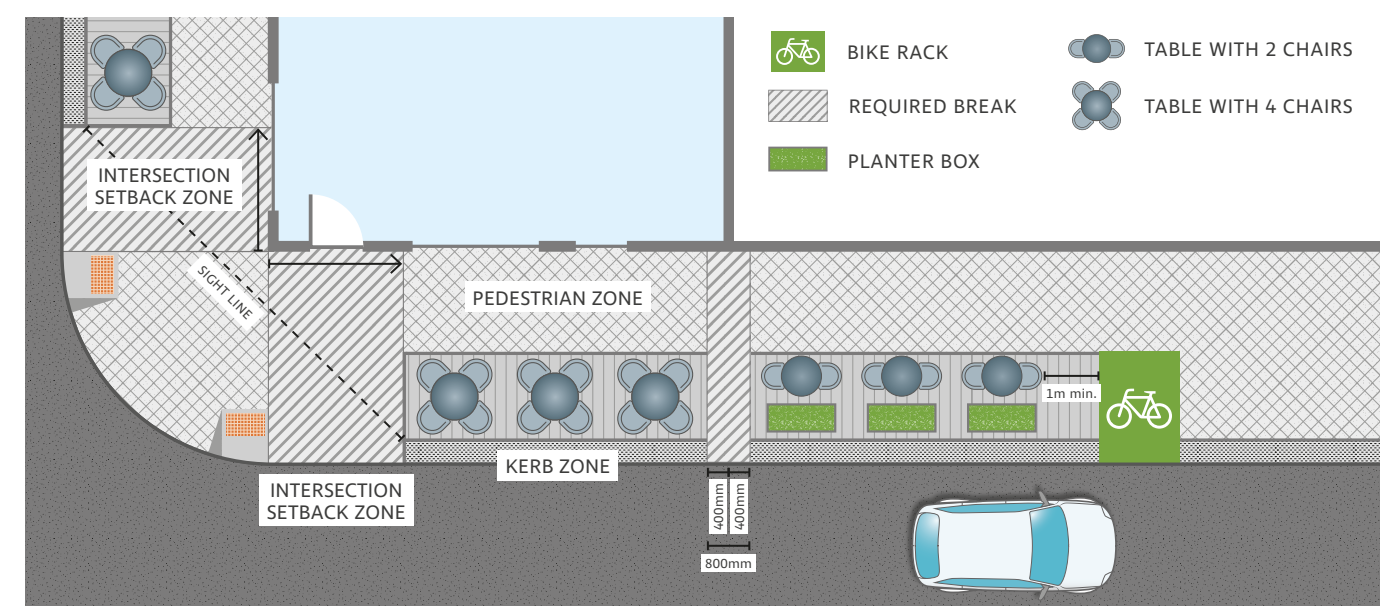 BIKE RACK
TABLE WITH 2 CHAIRS
REQUIRED BREAK
TABLE WITH 4 CHAIRS
PLANTER BOX
INTERSECTION
SETBACK ZONE
SIGHT LINE
PEDESTRIAN ZONE
1m min.
KERB ZONE
INTERSECTION
SETBACK ZONE
400mm
400mm
800mm